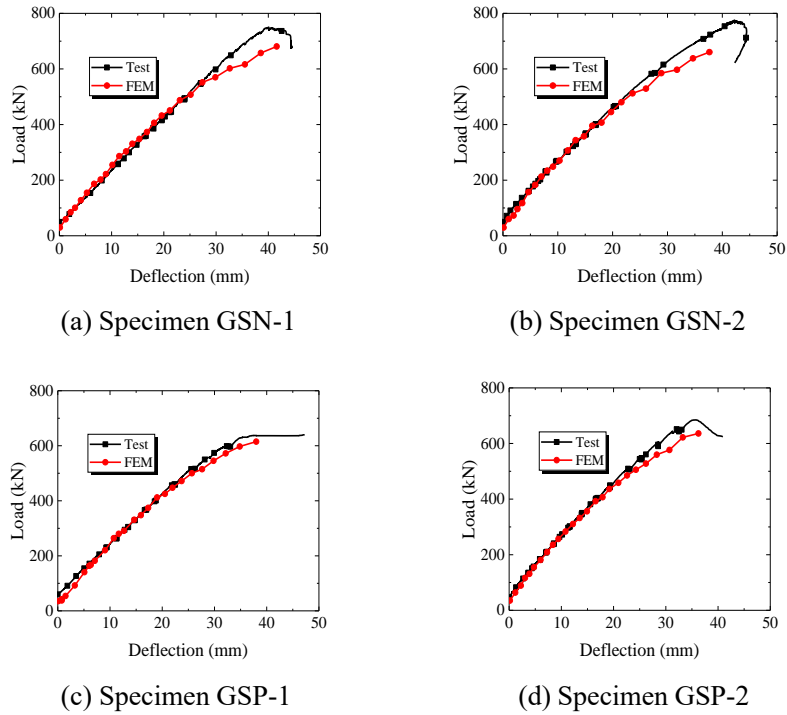 800
600
400
200
0
Load (kN)
Test
FEM
0 10 20 30 40 50
Deflection (mm)
(a) Specimen GSN-1
800
600
400
200
0
Load (kN)
Test
FEM
0 10 20 30 40 50
Deflection (mm)
(b) Specimen GSN-2
800
600
400
200
0
Load (kN)
Test
FEM
0 10 20 30 40 50
Deflection (mm)
(c) Specimen GSP-1
800
600
400
200
0
Load (kN)
Test
FEM
0 10 20 30 40 50
Deflection (mm)
(d) Specimen GSP-2